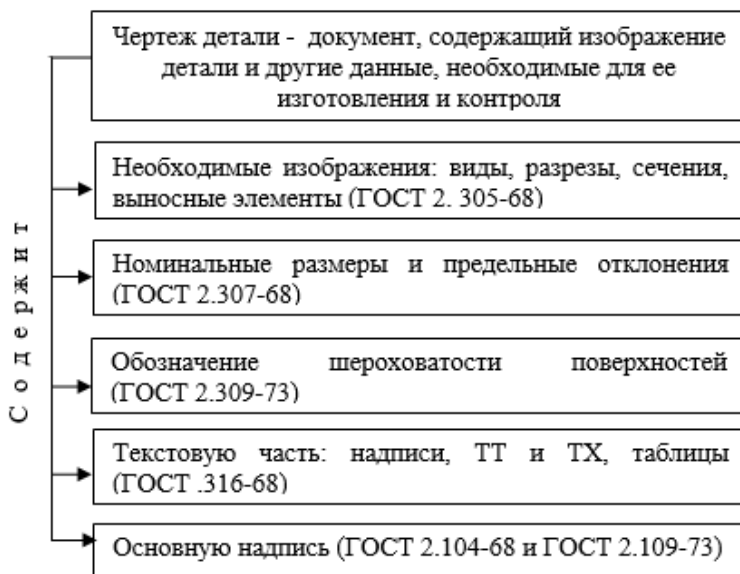 Чертеж детали - документ, содержащий изображение
детали и другие данные, необходимые для ее
изготовления и контроля
Содержит
Необходимые изображения: виды, разрезы, сечения,
выносные элементы (ГОСТ 2. 305-68)
Номинальные размеры и предельные отклонения
(ГОСТ 2.307-68)
Обозначение шероховатости поверхностей
(ГОСТ 2.309-73)
Текстовую часть: надписи, ТТ и ТХ, таблицы
(ГОСТ .316-68)
Основную надпись (ГОСТ 2.104-68 и ГОСТ 2.109-73)